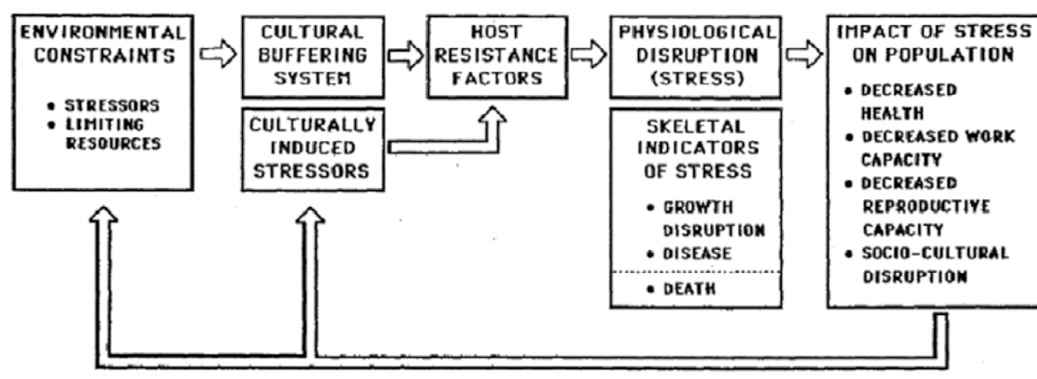 ENVIRONMENTAL
CONSTRAINTS
• STRESSORS
• LIMITING
RESOURCES
CULTURAL
BUFFERING
SYSTEM
CULTURALLY
INDUCED
STRESSORS
HOST
RESISTANCE
FACTORS
PHYSIOLOGICAL
DISRUPTION
(STRESS)
SKELETAL
INDICATORS
OF STRESS
• GROWTH
DISRUPTION
• DISEASE
• DEATH
IMPACT OF STRESS
ON POPULATION
• DECREASED
HEALTH
• DECREASED WORK
CAPACITY
• DECREASED
REPRODUCTIVE
CAPACITY
• SOCIO-CULTURAL
DISRUPTION